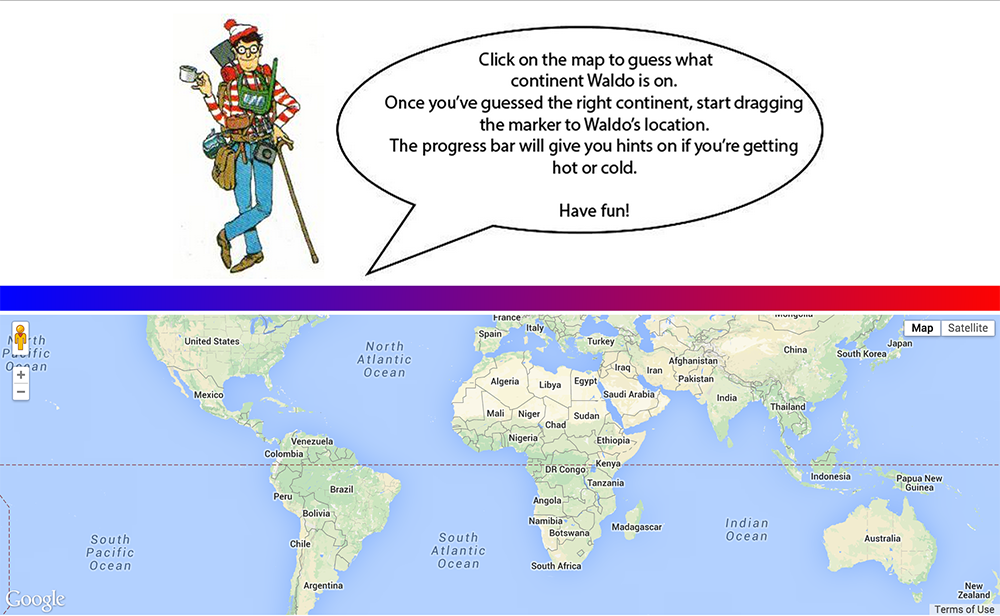 Click on the map to guess what
continent Waldo is on.
Once you've guessed the right continent, start dragging
the marker to Waldo's location.
The progress bar will give you hints on if you're getting
hot or cold.
Have fun!
Map
Satellite
North
Pacific
Ocean
United States
Mexico
North
Atlantic
Ocean
France
Spain
Italy
Turkey
Mongolia
China
Japan
South Korea
Afghanistan
Iraq
Iran
Pakistan
Algeria
Libya
Egypt
Saudi Arabia
India
Thailand
Mali
Niger
Chad
Sudan
Nigeria
Ethiopia
Venezuela
Colombia
DR Congo
Kenya
Tanzania
Indonesia
Papua New
Guinea
Peru
Brazil
Bolivia
Angola
Namibia
Botswana
Madagascar
Indian
Ocean
Australia
South
Pacific
Ocean
Chile
South
Atlantic
Ocean
South Africa
Argentina
New
Zealand
Google
Terms of Use